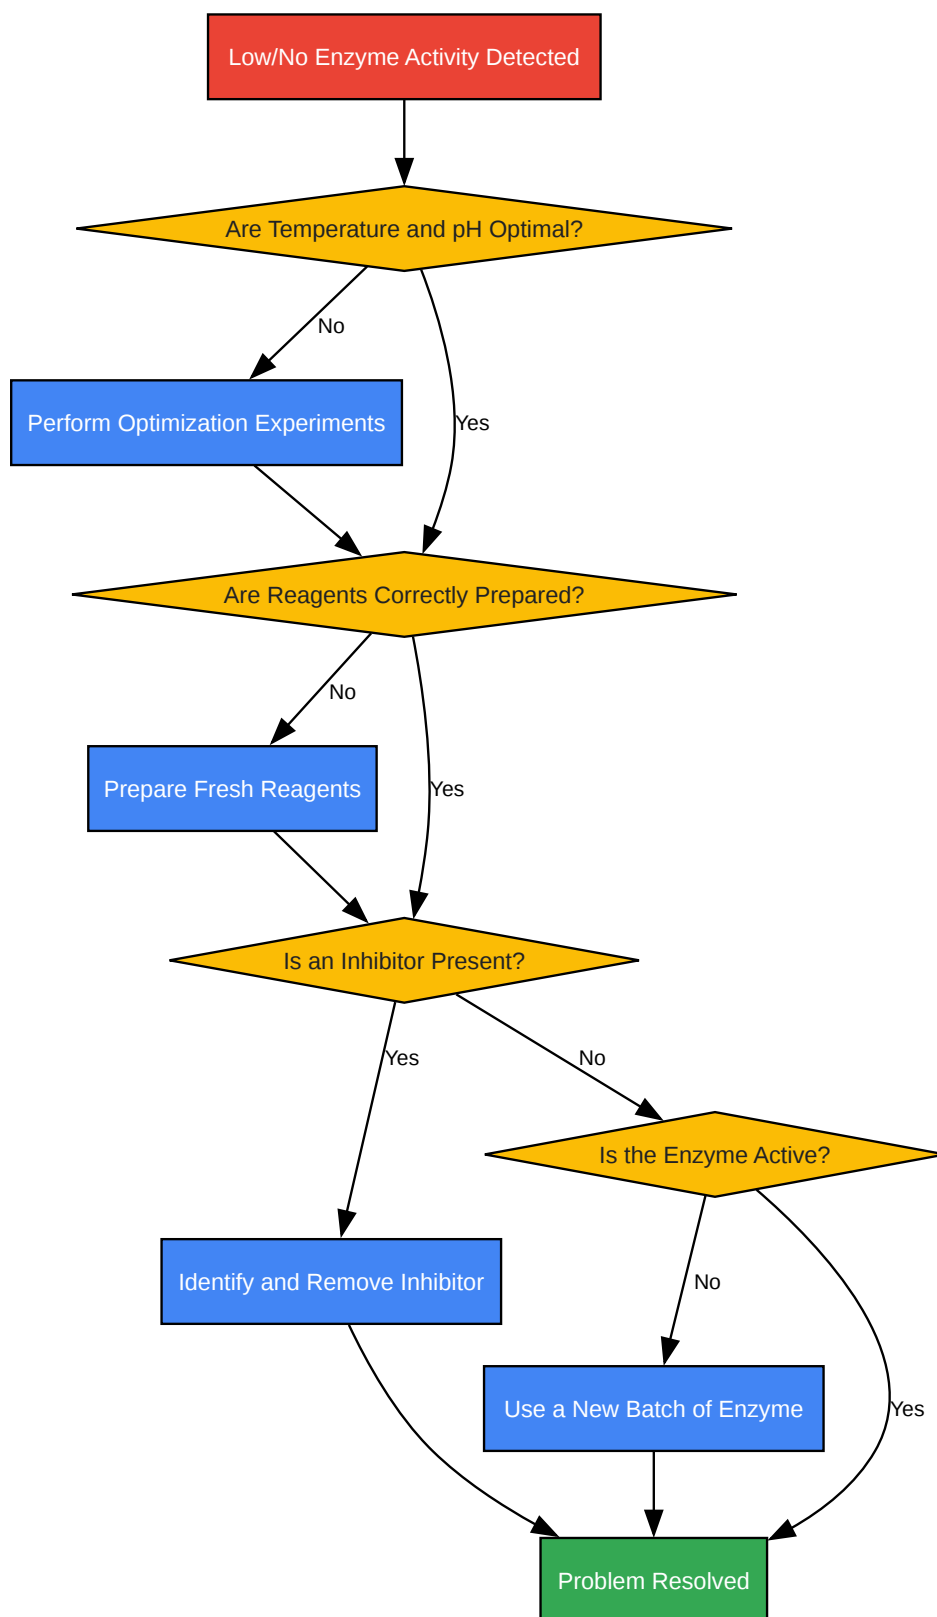 Low/No Enzyme Activity Detected
Are Temperature and pH Optimal?
No
Perform Optimization Experiments
Yes
Are Reagents Correctly Prepared?
No
Prepare Fresh Reagents
Yes
Is an Inhibitor Present?
Yes
No
Is the Enzyme Active?
Identify and Remove Inhibitor
No
Use a New Batch of Enzyme
Yes
Problem Resolved